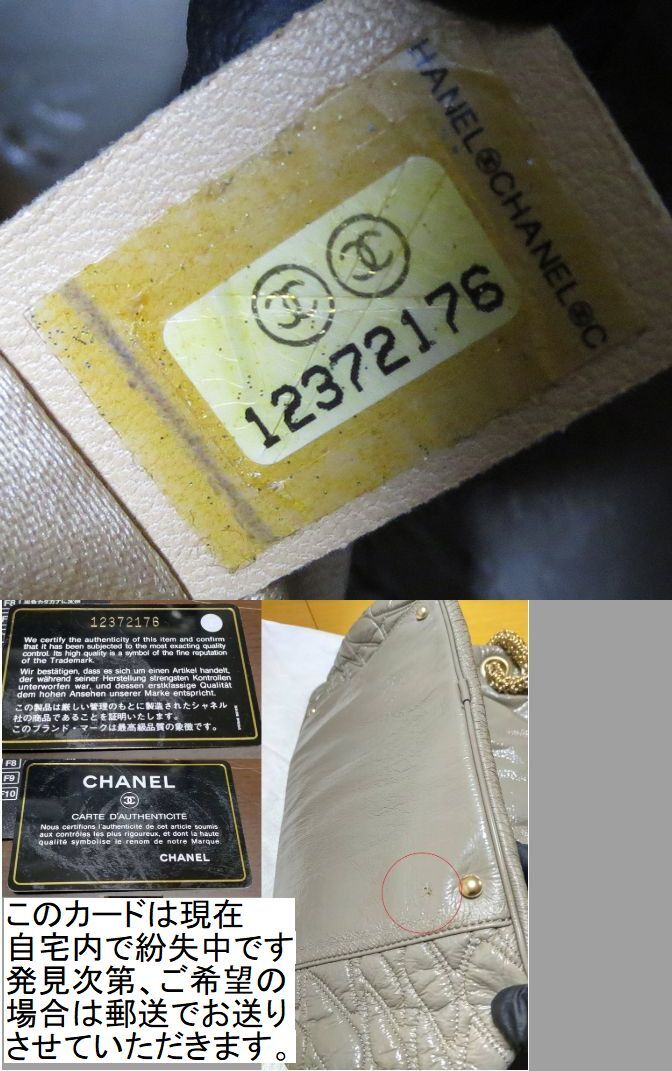 HANEL CHANEL C
12372176
12372176
We certify the authenticity of this item and confirm
that it has been subjected to the most exacting quality
control. Its high quality is a symbol of the fine reputation
of the Trademark.
Wir bestätigen, dass es sich um einen Artikel handelt,
der während seiner Herstellung strengsten Kontrollen
unterworfen war, und dessen erstklassige Qualität
dem hohen Ansehen unserer Marke entspricht.
この製品は厳しい管理のもとに製造されたシャネル
社の商品であることを証明いたします。
このブランド・マークは最高級品質の象徴です。
F8
F9
F10
CHANEL
CARTE D'AUTHENTICITÉ
Nous certifions l'authenticité de cet article soumis
aux contrôles les plus rigoureux, et dont la haute
qualité symbolise le renom de notre Marque.
CHANEL
このカードは現在
自宅内で紛失中です
発見次第、ご希望の
場合は郵送でお送り
させていただきます。